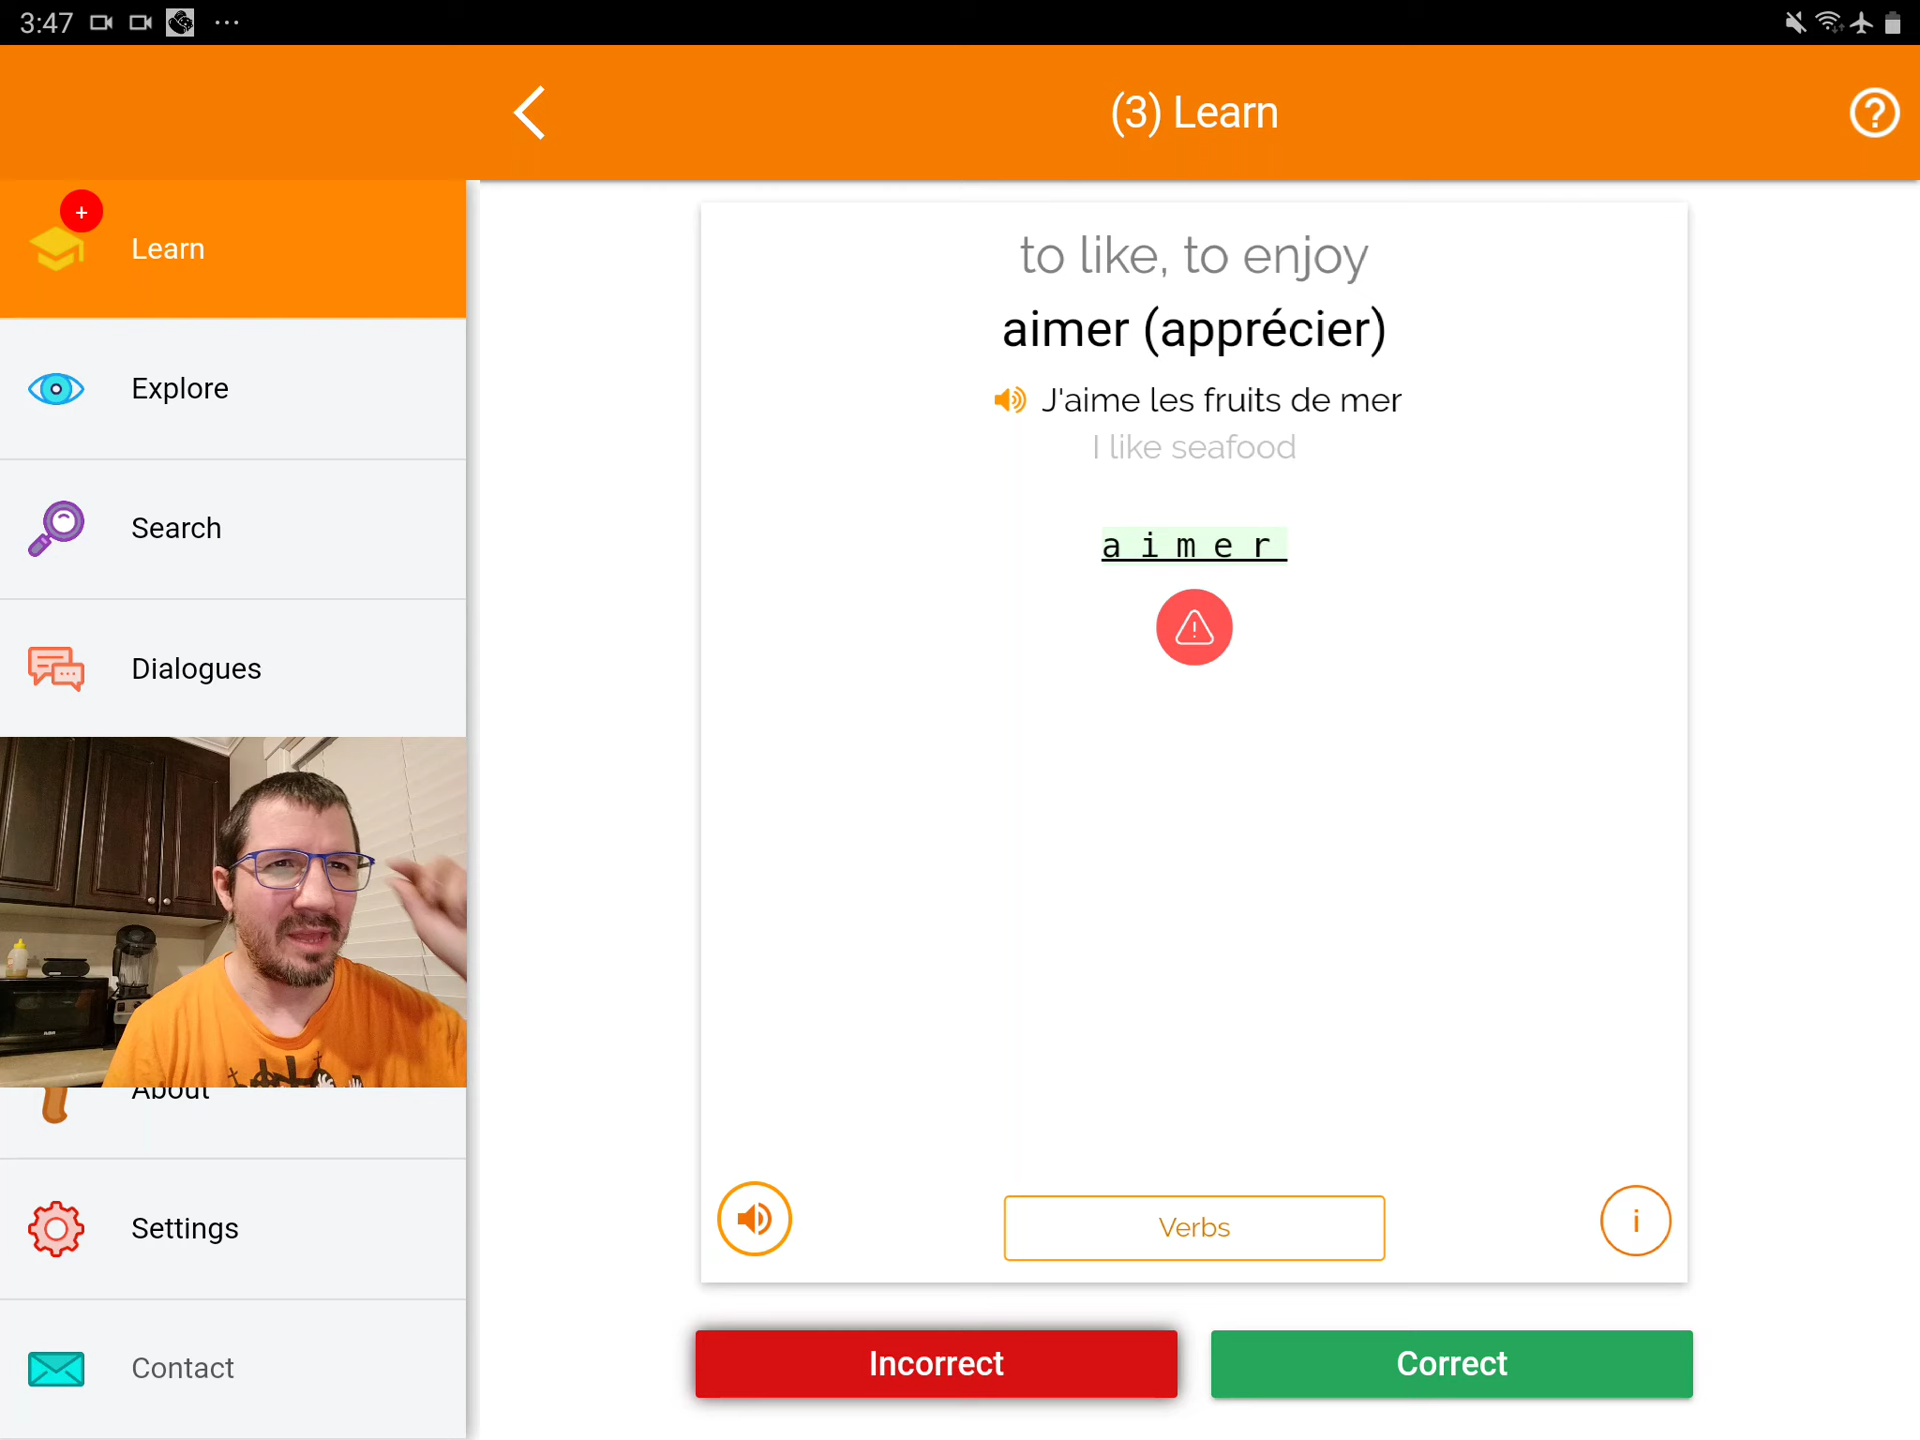 3:47
(3) Learn
+
Learn
Explore
Search
Dialogues
About
Settings
Contact
to like, to enjoy
aimer (apprécier)
J'aime les fruits de mer
I like seafood
aimer
Verbs
i
Incorrect
Correct